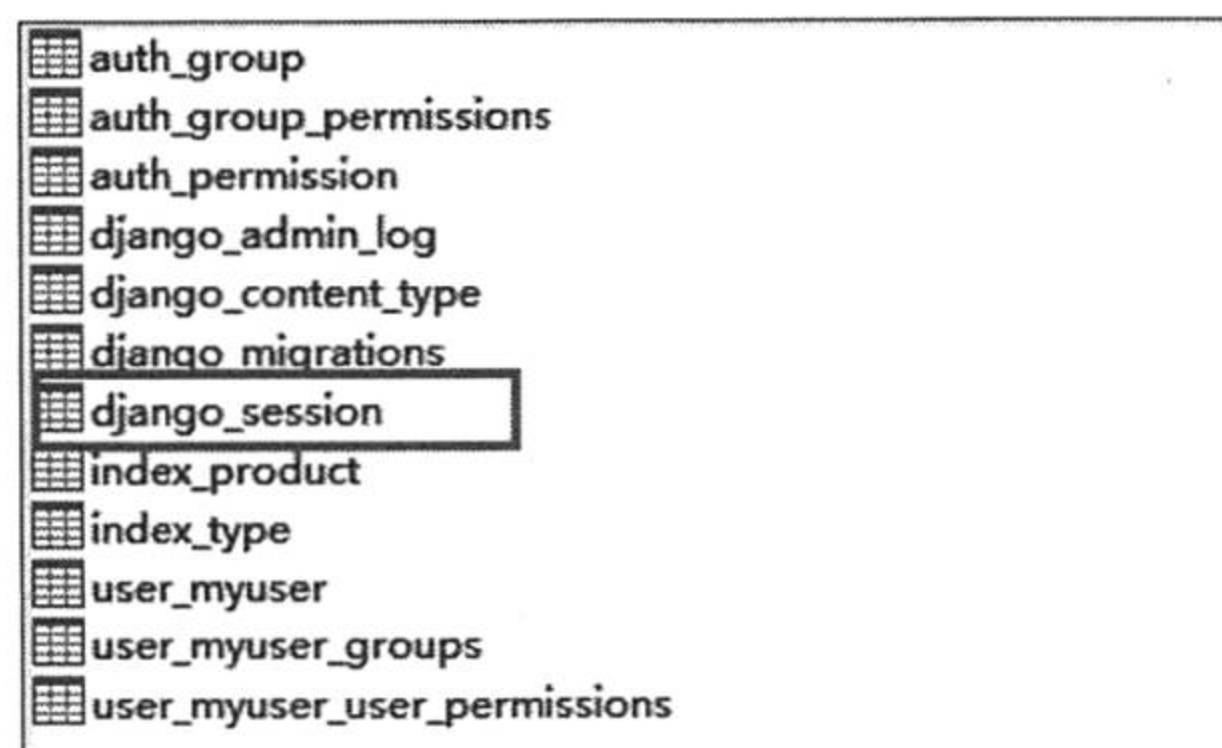 auth_group
auth_group_permissions
auth_permission
django_admin_log
django_content_type
django_migrations
django_session
index_product
index_type
user_myuser
user_myuser_groups
user_myuser_user_permissions